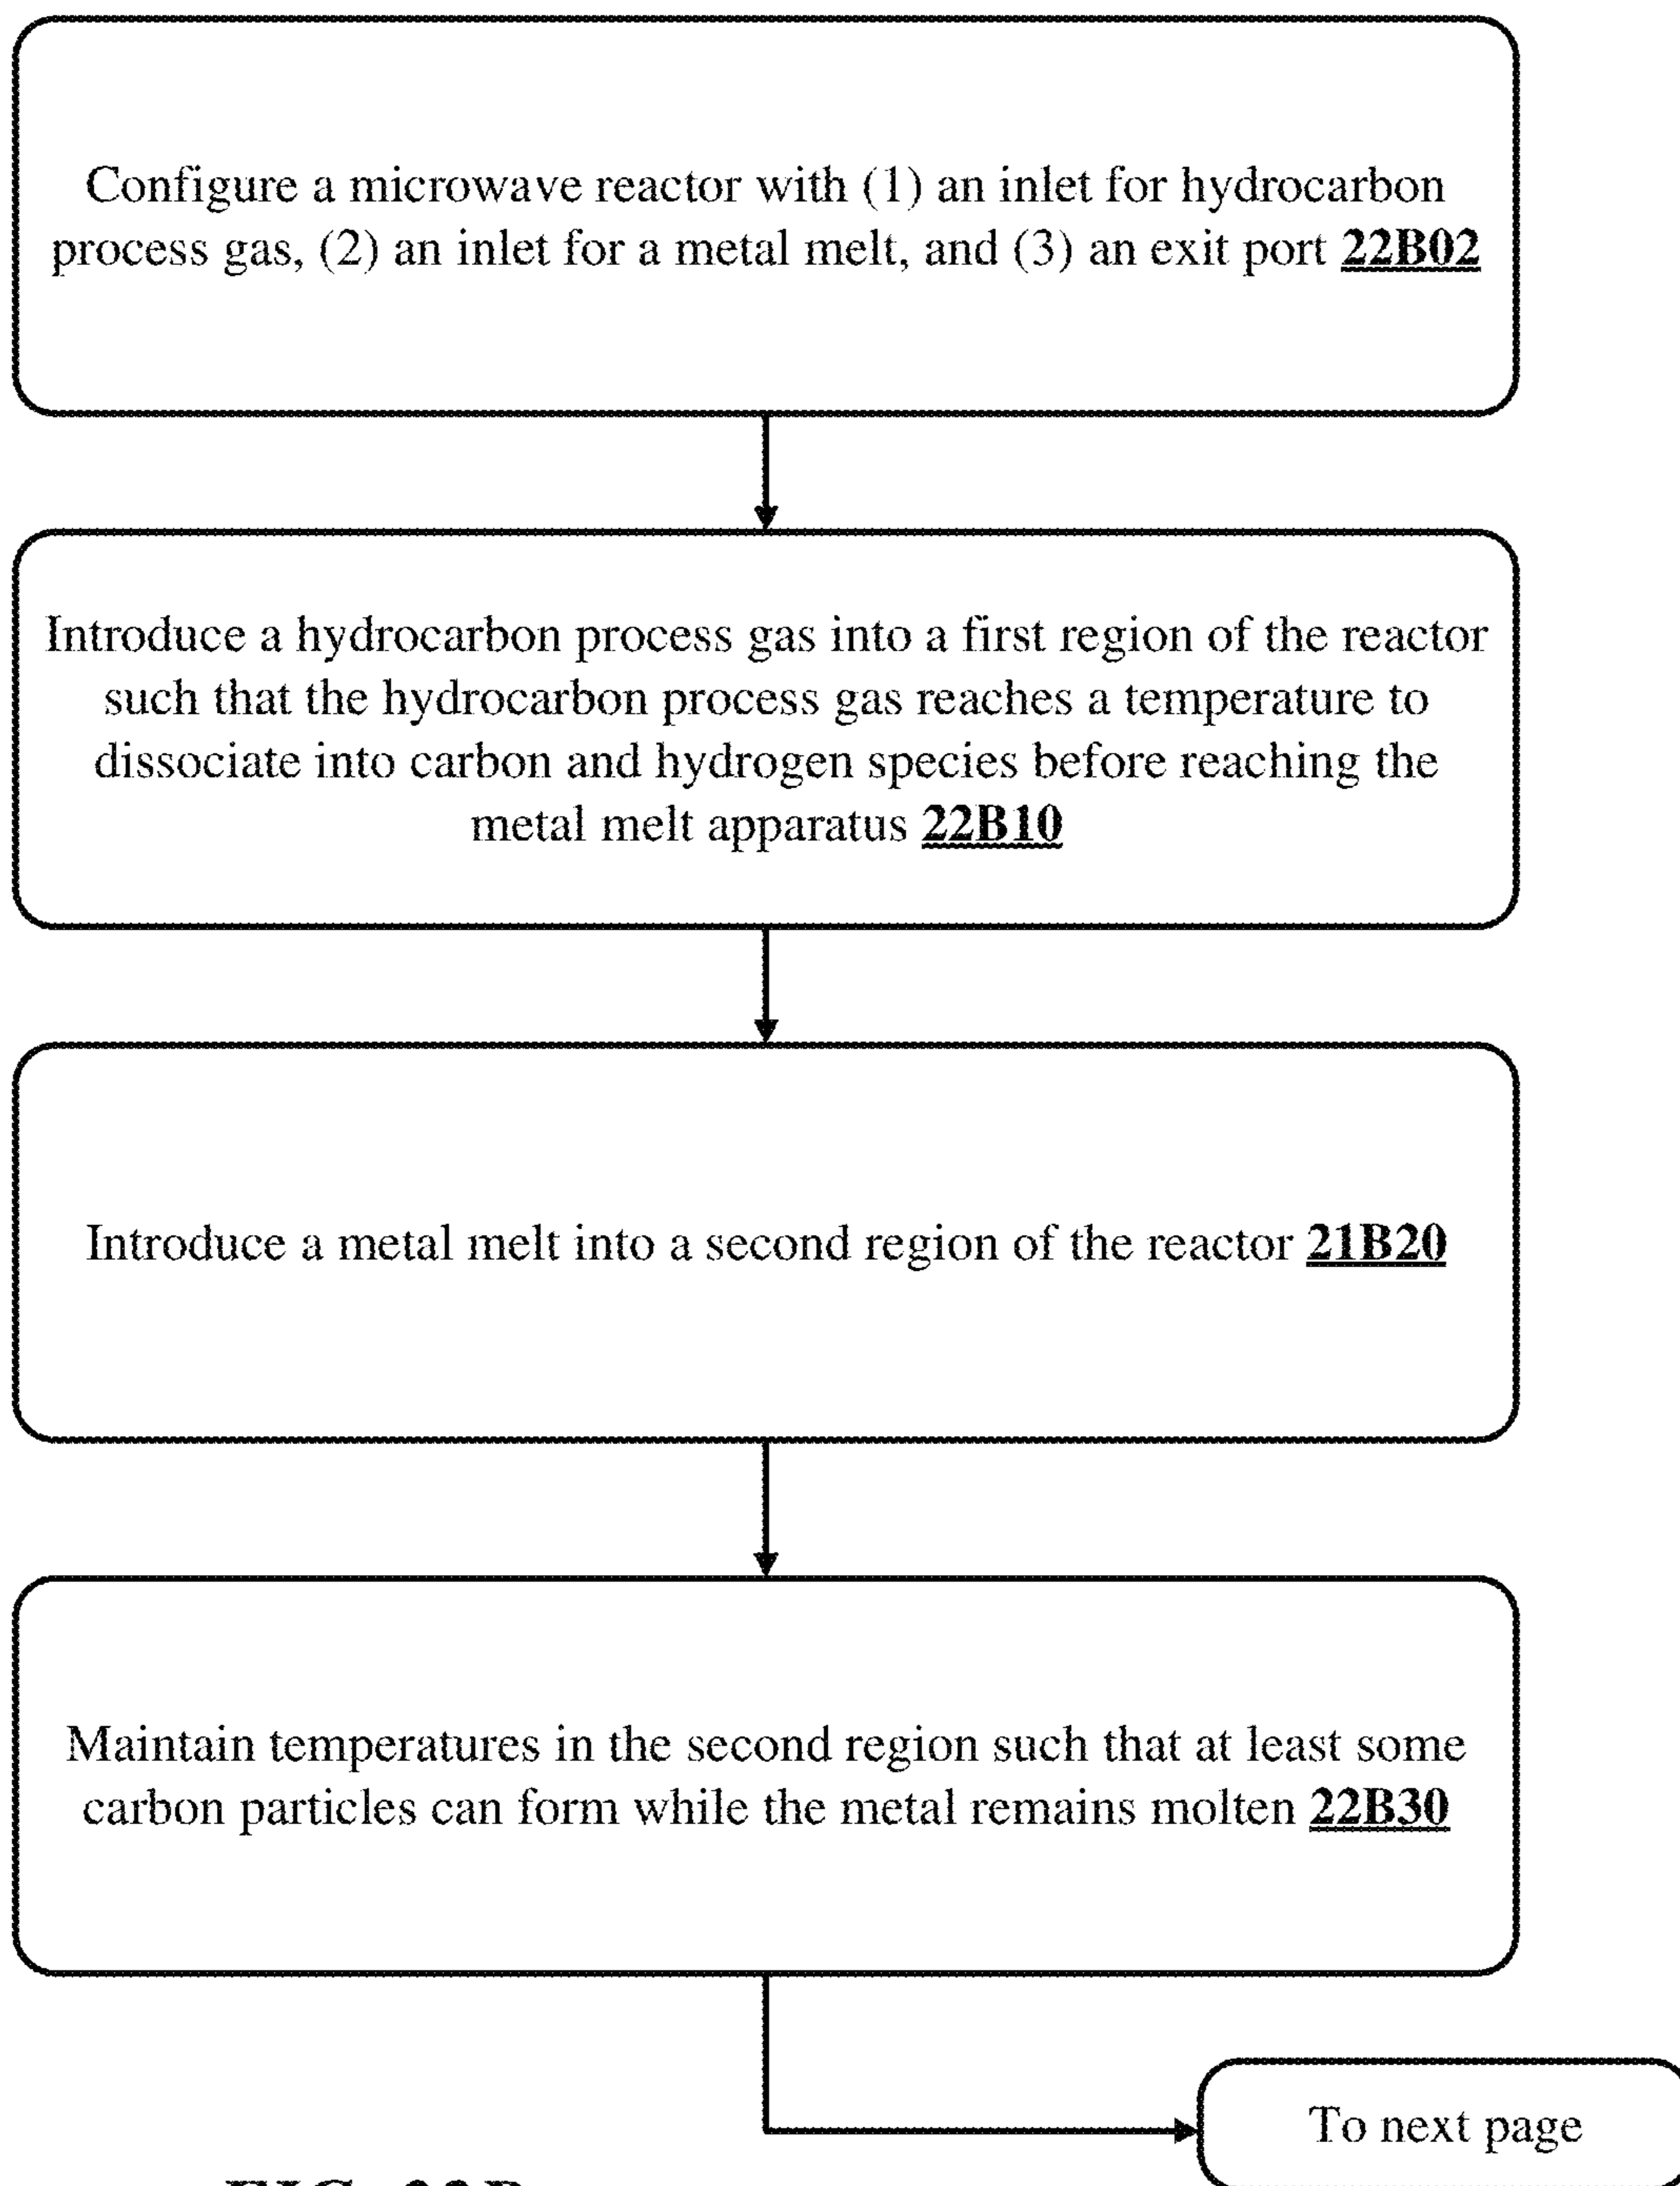 Configure a microwave reactor with (1) an inlet for hydrocarbon
process gas, (2) an inlet for a metal melt, and (3) an exit port 22B02
Introduce a hydrocarbon process gas into a first region of the reactor
such that the hydrocarbon process gas reaches a temperature to
dissociate into carbon and hydrogen species before reaching the
metal melt apparatus 22B10
Introduce a metal melt into a second region of the reactor 21B20
Maintain temperatures in the second region such that at least some
carbon particles can form while the metal remains molten 22B30
To next page